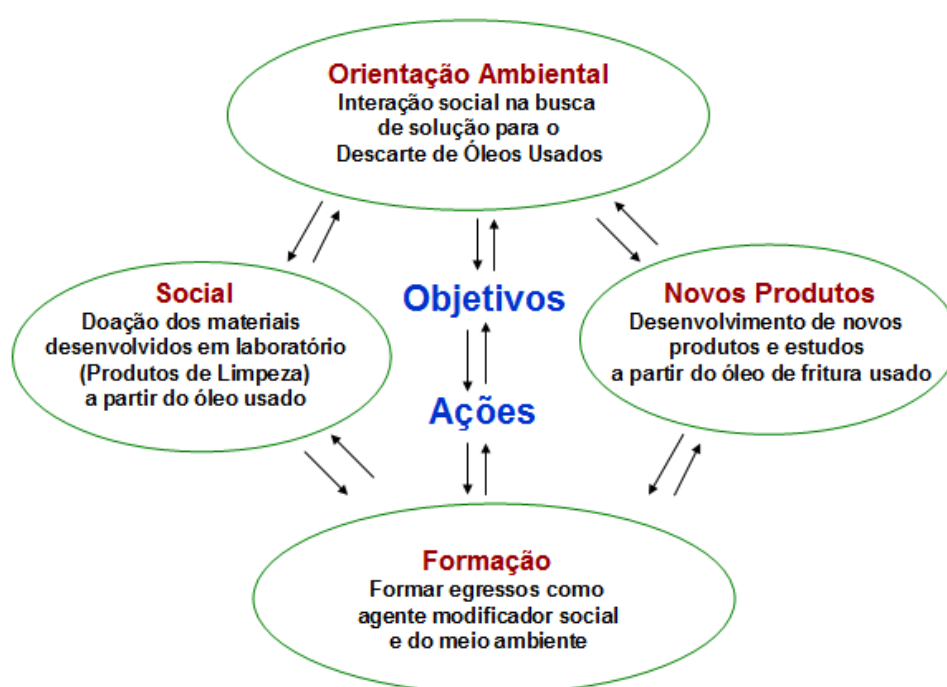 Orientação Ambiental
Interação social na busca
de solução para o
Descarte de Óleos Usados
Social
Doação dos materiais
desenvolvidos em laboratório
(Produtos de Limpeza)
a partir do óleo usado
Objetivos
Ações
Novos Produtos
Desenvolvimento de novos
produtos e estudos
a partir do óleo de fritura usado
Formação
Formar egressos como
agente modificador social
e do meio ambiente